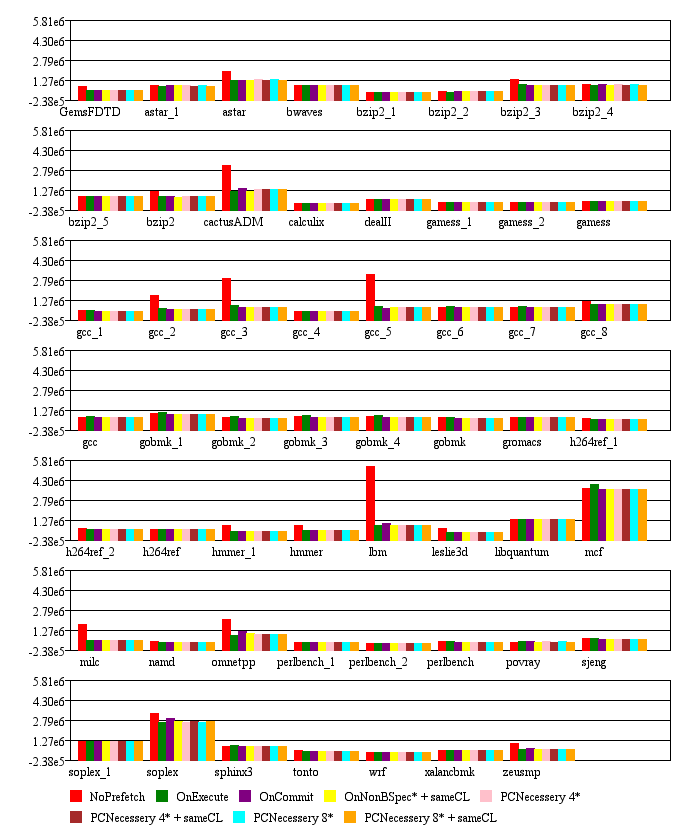 5.81e6
4.30e6
2.79e6
1.27e6
-2.38e5
GemsFDTD astar_1 astar bwaves bzip2_1 bzip2_2 bzip2_3 bzip2_4
5.81e6
4.30e6
2.79e6
1.27e6
-2.38e5
bzip2_5 bzip2 cactusADM calculix dealII gamess_1 gamess_2 gamess
5.81e6
4.30e6
2.79e6
1.27e6
-2.38e5
gcc_1 gcc_2 gcc_3 gcc_4 gcc_5 gcc_6 gcc_7 gcc_8
5.81e6
4.30e6
2.79e6
1.27e6
-2.38e5
gcc gobmk_1 gobmk_2 gobmk_3 gobmk_4 gobmk gromacs h264ref_1
5.81e6
4.30e6
2.79e6
1.27e6
-2.38e5
h264ref_2 h264ref hmmer_1 hmmer lbm leslie3d libquantum mcf
5.81e6
4.30e6
2.79e6
1.27e6
-2.38e5
milc namd omnetpp perlbench_1 perlbench_2 perlbench povray sjeng
5.81e6
4.30e6
2.79e6
1.27e6
-2.38e5
soplex_1 soplex sphinx3 tonto wrf xalancbmk zeusmp
NoPrefetch OnExecute OnCommit OnNonBSpec* + sameCL PCNecessery 4*
PCNecessery 4* + sameCL PCNecessery 8* PCNecessery 8* + sameCL